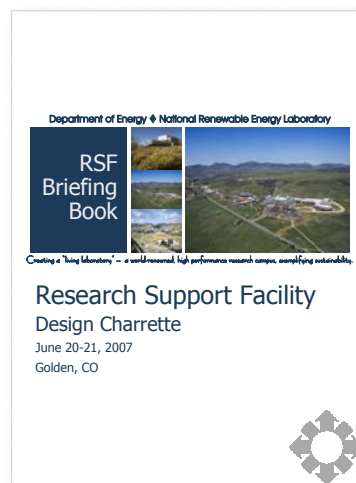 Department of Energy ♦ National Renewable Energy Laboratory
RSF
Briefing
Book
Creating a "living laboratory" – a world-renowned, high performance research campus, exemplifying sustainability.
Research Support Facility
Design Charrette
June 20-21, 2007
Golden, CO